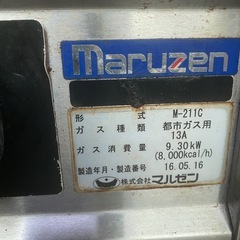 maruzen
形式 M-211C
ガス種類 都市ガス用
13A
ガス消費量 9.30kW
(8,000kcal/h)
製造年月・製造番号 16.05.16
株式会社マルゼン